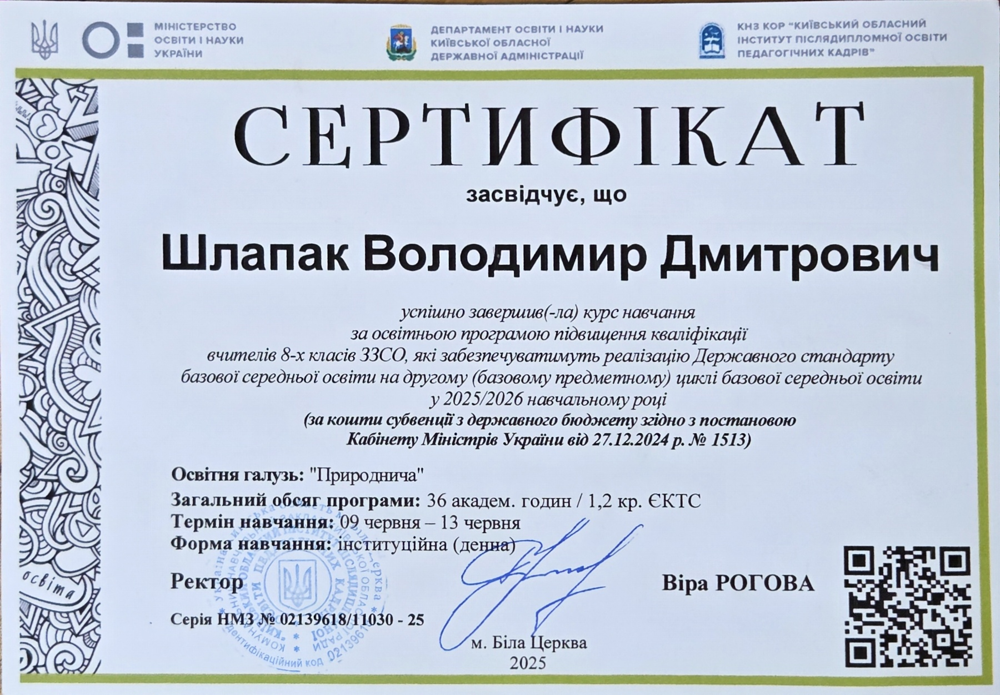 МІНІСТЕРСТВО
ОСВІТИ І НАУКИ
УКРАЇНИ
ДЕПАРТАМЕНТ ОСВІТИ І НАУКИ
КИЇВСЬКОЇ ОБЛАСНОЇ
ДЕРЖАВНОЇ АДМІНІСТРАЦІЇ
КНЗ КОР "КИЇВСЬКИЙ ОБЛАСНИЙ
ІНСТИТУТ ПІСЛЯДИПЛОМНОЇ ОСВІТИ
ПЕДАГОГІЧНИХ КАДРІВ"
СЕРТИФІКАТ
засвідчує, що
Шлапак Володимир Дмитрович
успішно завершив(-ла) курс навчання
за освітньою програмою підвищення кваліфікації
вчителів 8-х класів ЗЗСО, які забезпечуватимуть реалізацію Державного стандарту
базової середньої освіти на другому (базовому предметному) циклі базової середньої освіти
у 2025/2026 навчальному році
(за кошти субвенції з державного бюджету згідно з постановою
Кабінету Міністрів України від 27.12.2024 р. № 1513)
Освітня галузь: "Природнича"
Загальний обсяг програми: 36 академ. годин / 1,2 кр. ЄКТС
Термін навчання: 09 червня – 13 червня
Форма навчання: інституційна (денна)
Ректор
Віра РОГОВА
Серія НМЗ № 02139618/11030 - 25
м. Біла Церква
2025
освіта
Ідентифікаційний код 02139618